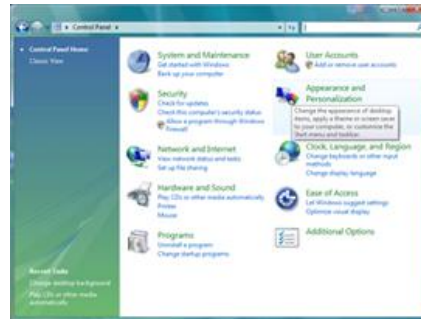 Control Panel
Control Panel Home
Classic View
System and Maintenance
Get started with Windows
Back up your computer
Security
Check for updates
Check this computer's security status
Allow a program through Windows
Firewall
Network and Internet
View network status and tasks
Set up file sharing
Hardware and Sound
Play CDs or other media automatically
Printer
Mouse
Programs
Uninstall a program
Change startup programs
User Accounts
Add or remove user accounts
Appearance and
Personalization
Change the appearance of desktop
items, apply a theme or screen saver
to your computer, or customize the
Start menu and taskbar.
Clock, Language, and Region
Change keyboards or other input
methods
Change display language
Ease of Access
Let Windows suggest settings
Optimize visual display
Additional Options
Recent Tasks
Change desktop background
Play CDs or other media
automatically